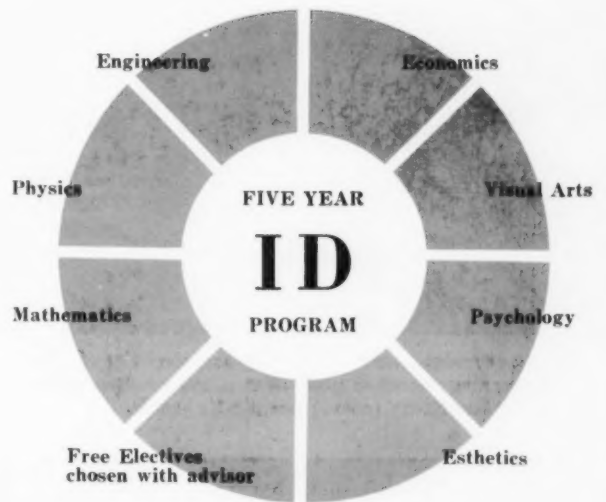 Engineering
Economics
Physics
Visual Arts
FIVE YEAR
ID
PROGRAM
Mathematics
Psychology
Free Electives
chosen with advisor
Esthetics